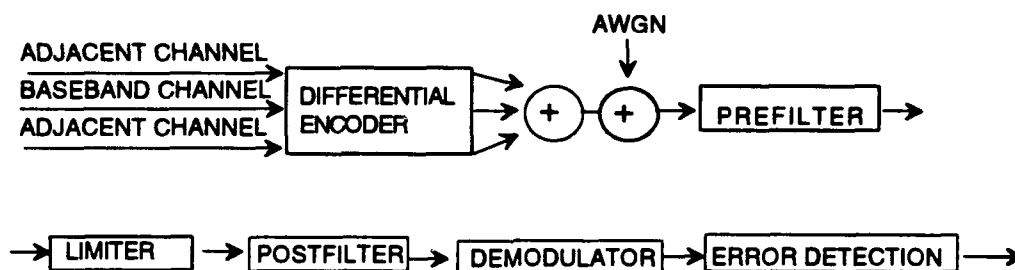 AWGN
ADJACENT CHANNEL
BASEBAND CHANNEL
ADJACENT CHANNEL
DIFFERENTIAL
ENCODER
+
+
PREFILTER
LIMITER
POSTFILTER
DEMODULATOR
ERROR DETECTION